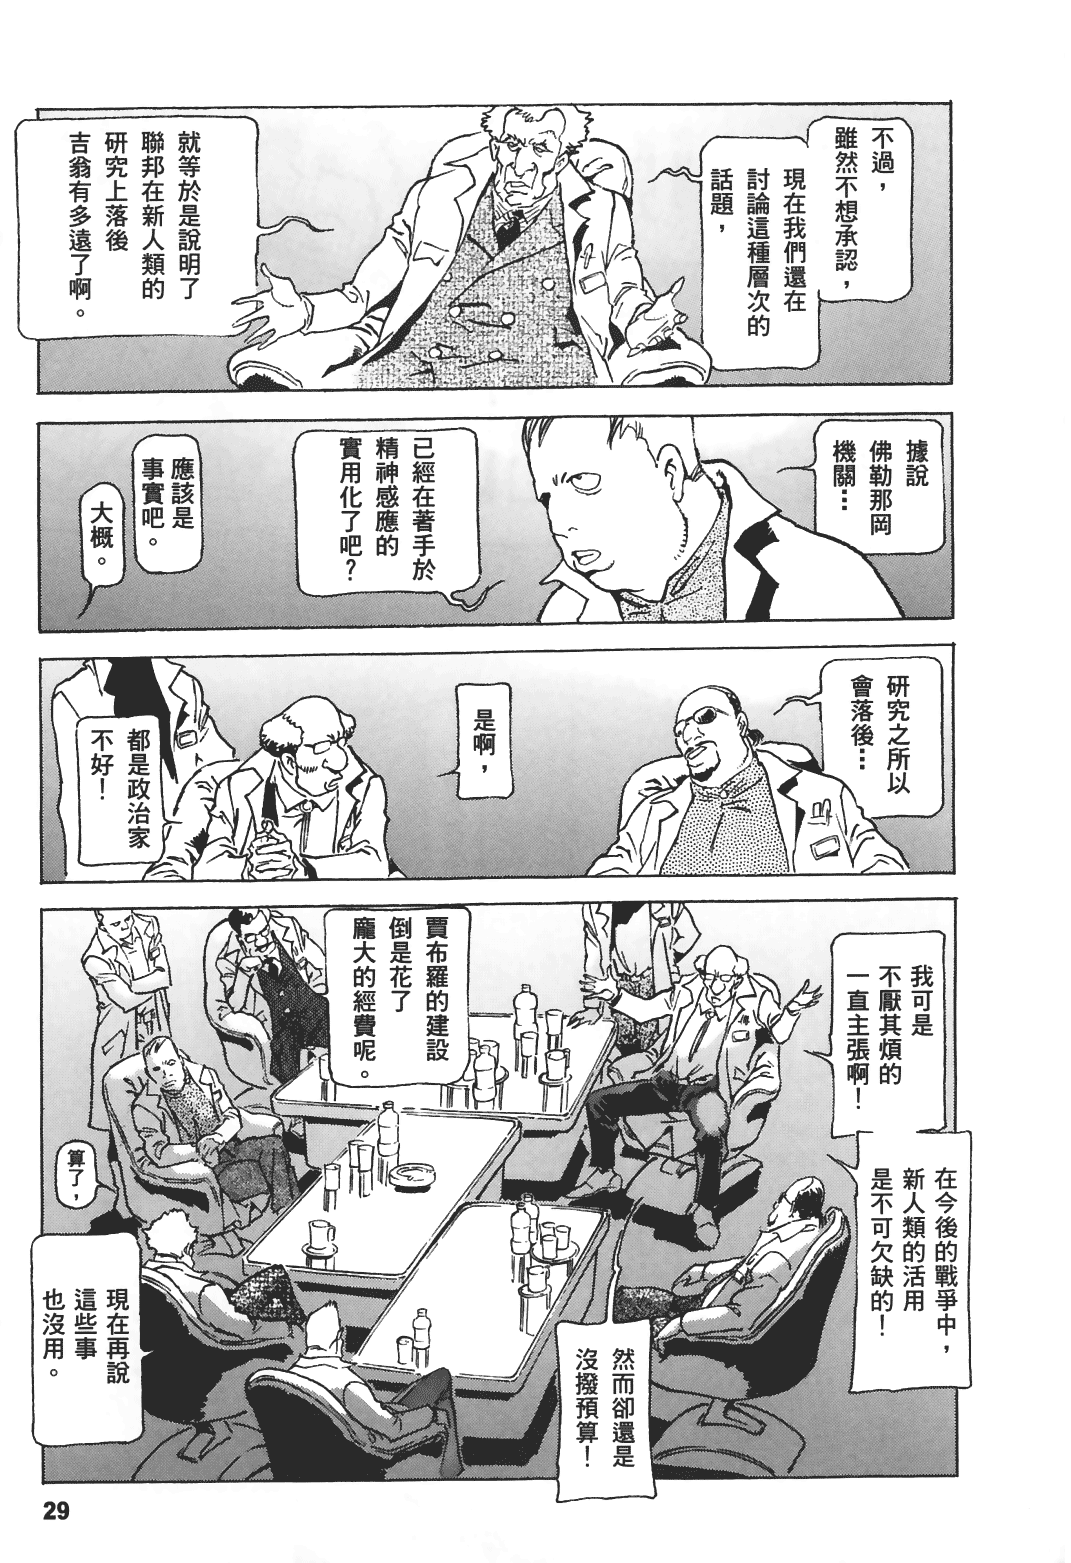 不過，
雖然不想承認，
現在我們還在
討論這種層次的
話題，
就等於是說明了
聯邦在新人類的
研究上落後
吉翁有多遠了啊。
據說
佛勒那岡
機關…
已經在著手於
精神感應的
實用化了吧？
應該是
事實吧。
大概。
研究之所以
會落後…
是啊，
都是政治家
不好！
我可是
不厭其煩的
一直主張啊！
在今後的戰爭中，
新人類的活用
是不可欠缺的！
然而卻還是
沒撥預算！
賈布羅的建設
倒是花了
龐大的經費呢。
算了，
現在再說
這些事
也沒用。
29